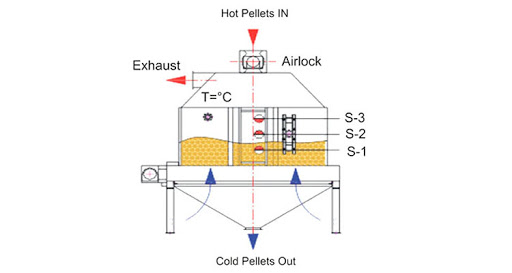 Hot Pellets IN
Exhaust
Airlock
T=°C
S-3
S-2
S-1
Cold Pellets Out